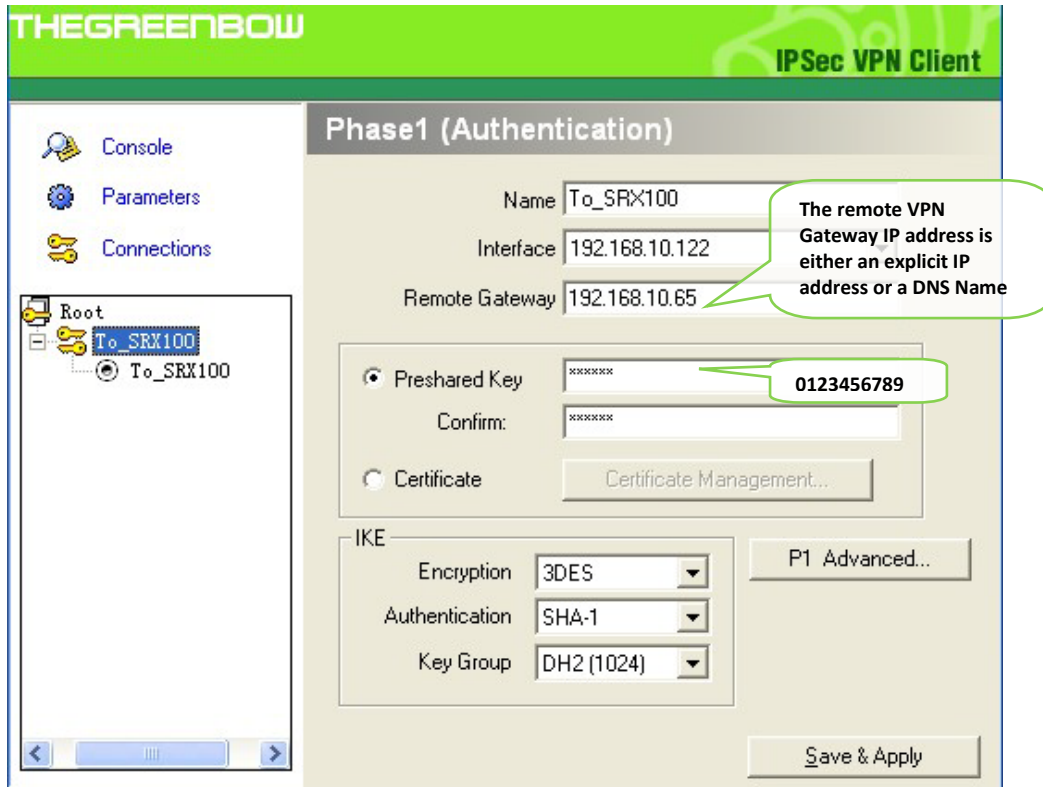 THEGREENBOW
IPSec VPN Client
Console
Parameters
Connections
Root
To_SRX100
To_SRX100
Phase1 (Authentication)
Name To_SRX100
Interface 192.168.10.122
Remote Gateway 192.168.10.65
The remote VPN
Gateway IP address is
either an explicit IP
address or a DNS Name
Preshared Key ××××××
0123456789
Confirm: ××××××
Certificate Certificate Management...
IKE
Encryption 3DES
Authentication SHA-1
Key Group DH2 (1024)
P1 Advanced...
Save & Apply